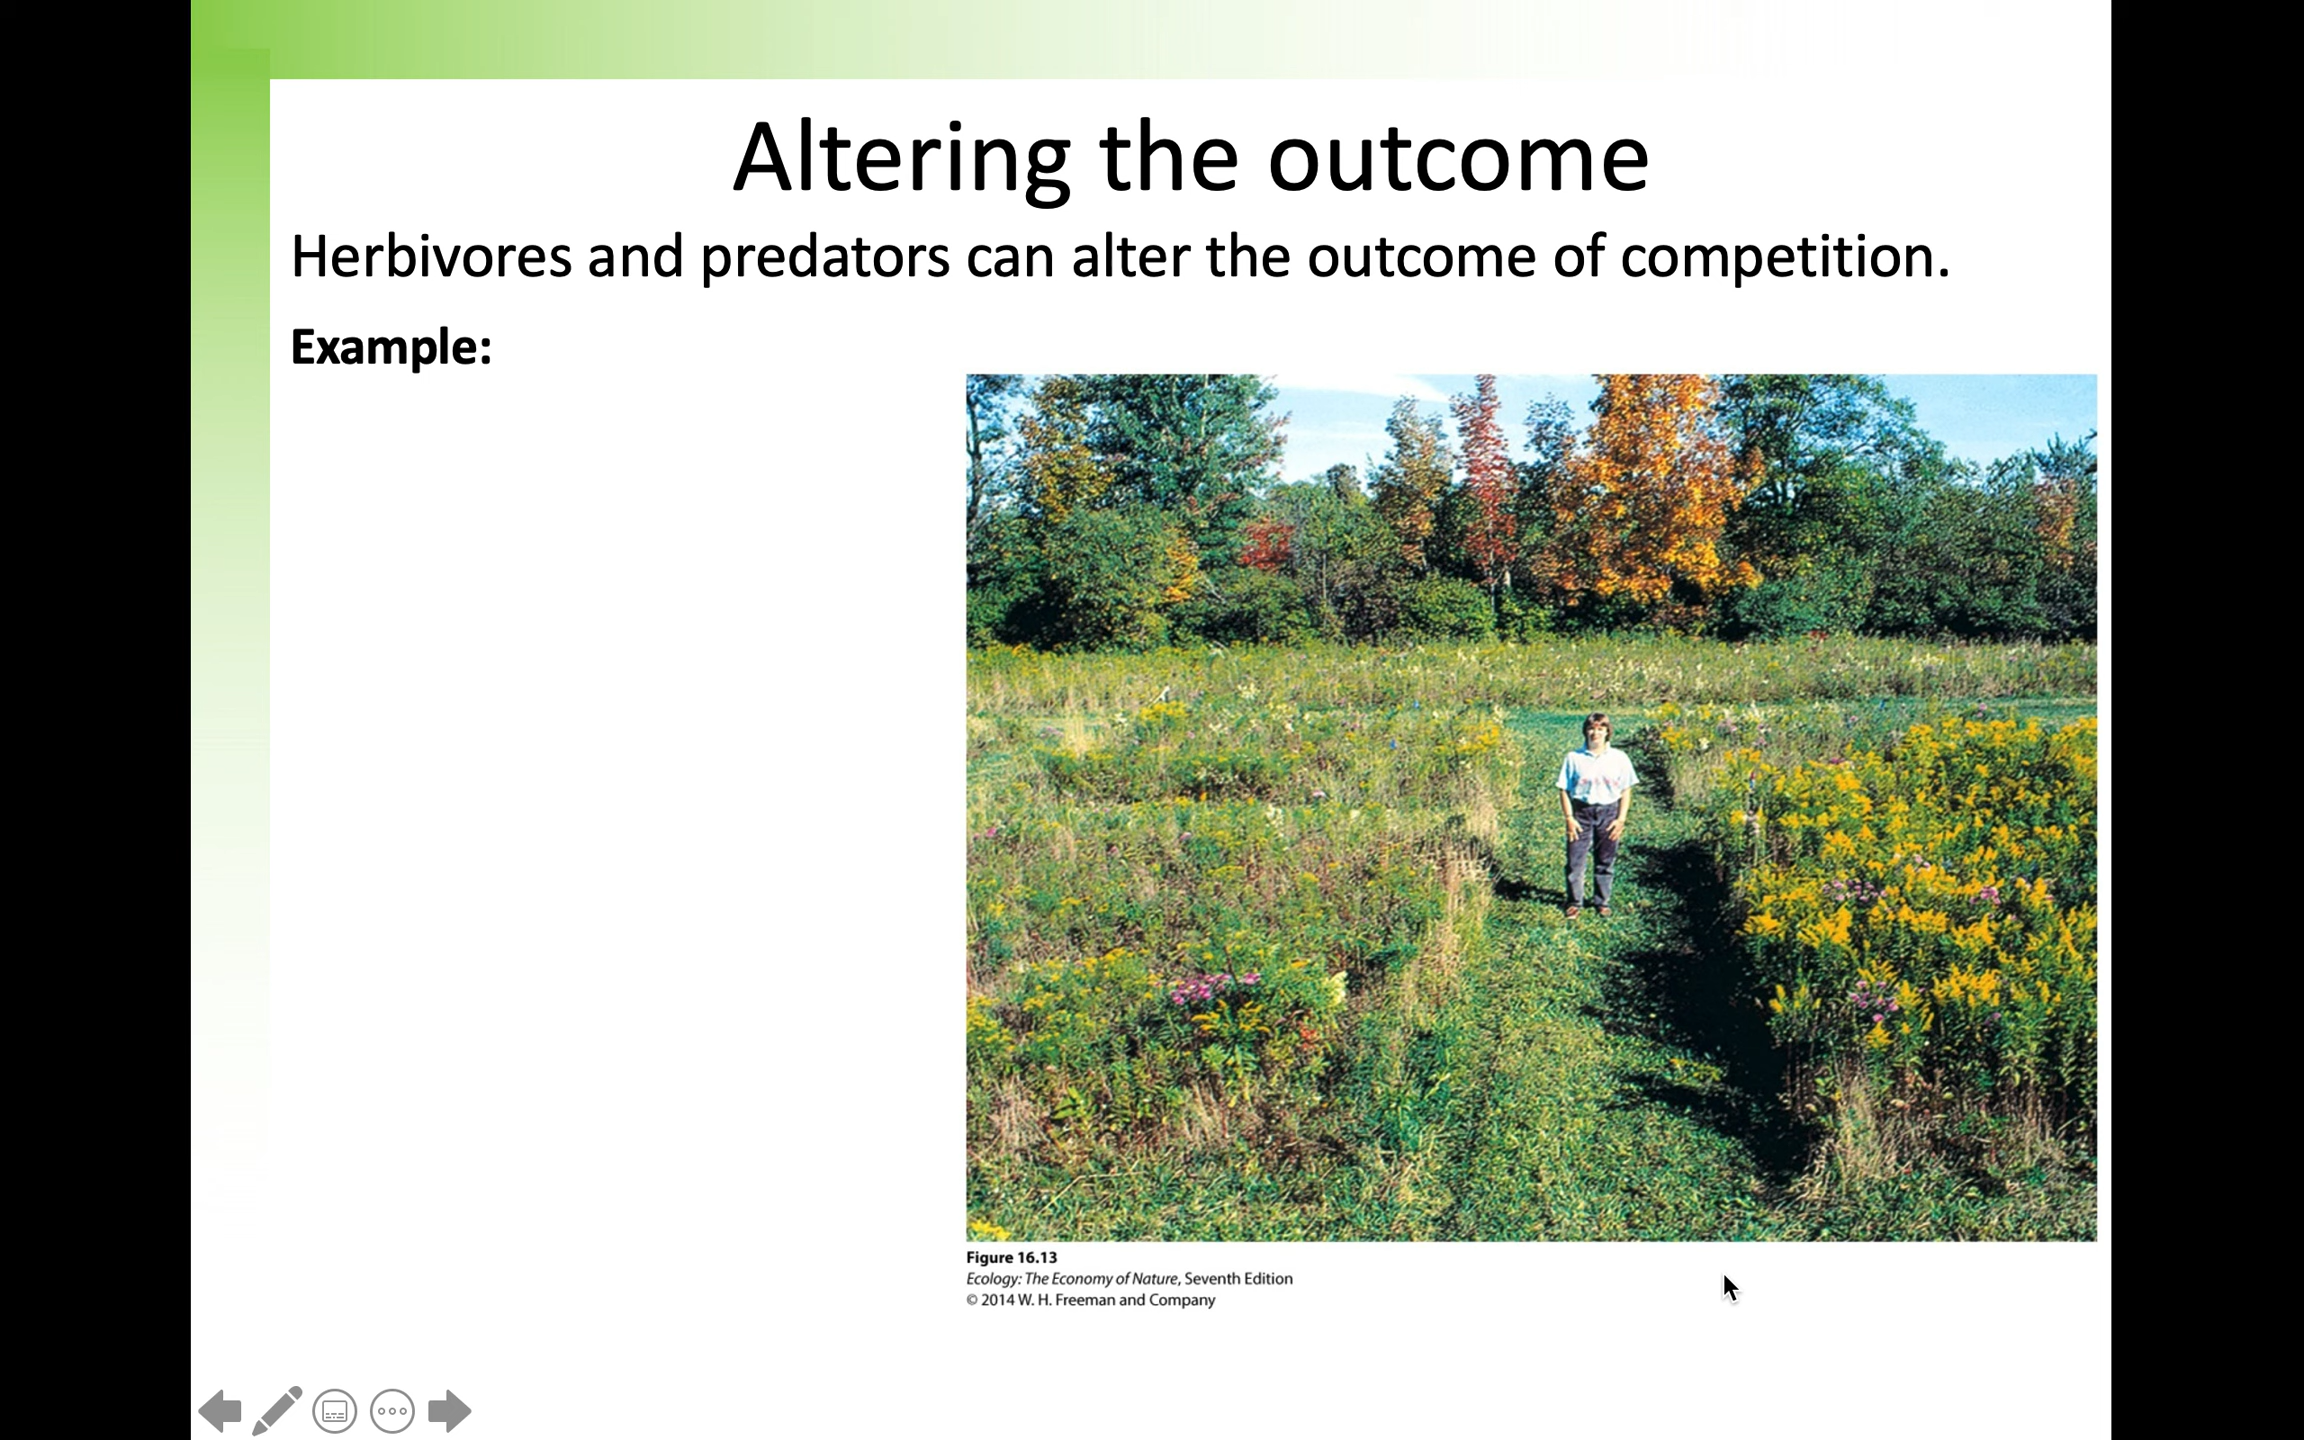 Altering the outcome
Herbivores and predators can alter the outcome of competition.
Example:
Figure 16.13
Ecology: The Economy of Nature, Seventh Edition
© 2014 W. H. Freeman and Company